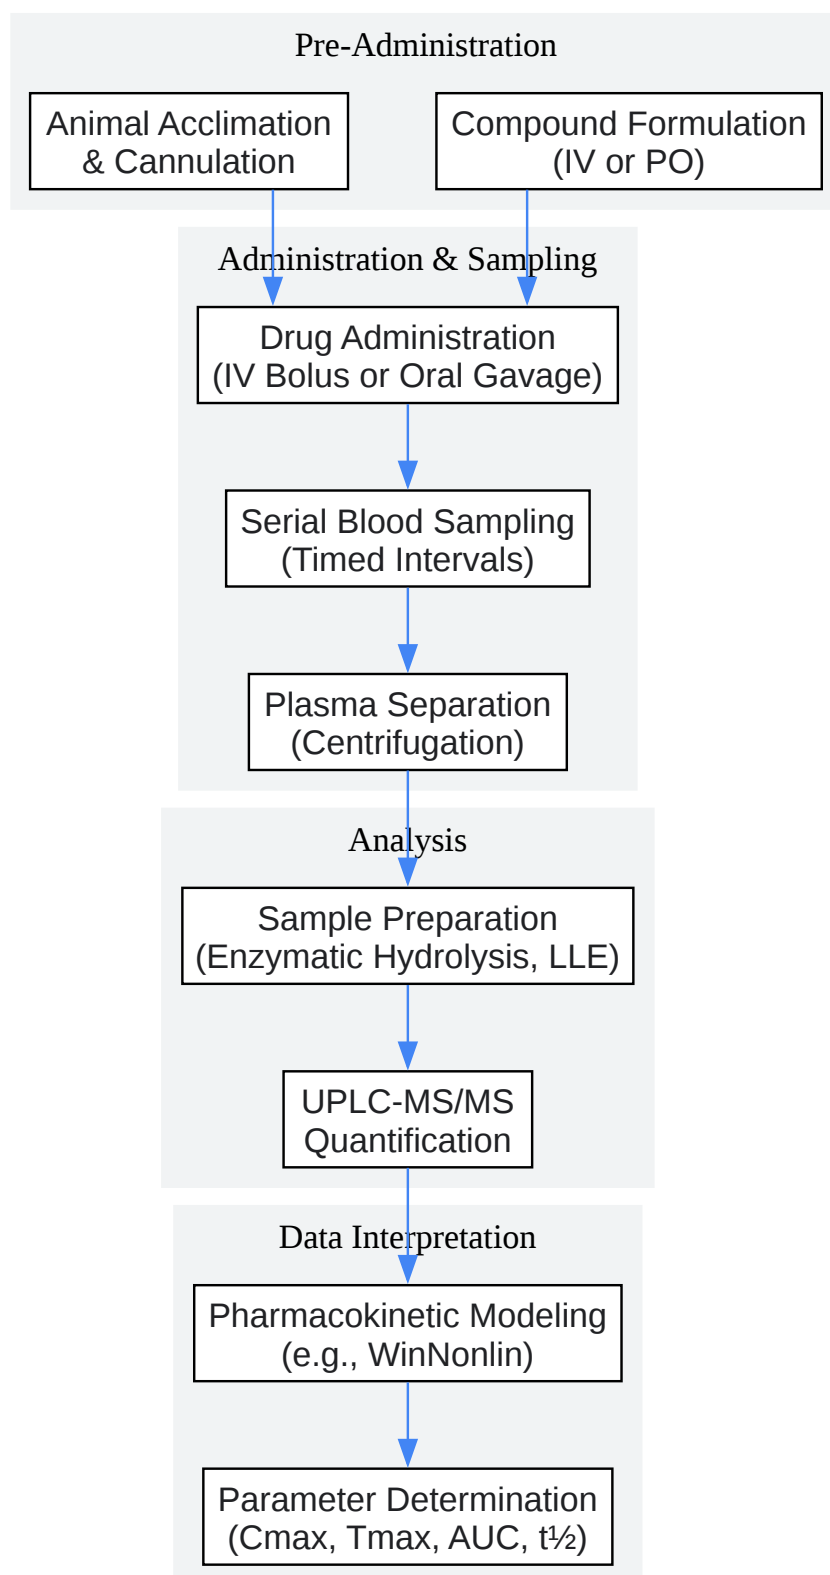 Pre-Administration
Animal Acclimation
& Cannulation
Compound Formulation
(IV or PO)
Administration & Sampling
Drug Administration
(IV Bolus or Oral Gavage)
Serial Blood Sampling
(Timed Intervals)
Plasma Separation
(Centrifugation)
Analysis
Sample Preparation
(Enzymatic Hydrolysis, LLE)
UPLC-MS/MS
Quantification
Data Interpretation
Pharmacokinetic Modeling
(e.g., WinNonlin)
Parameter Determination
(Cmax, Tmax, AUC, t½)